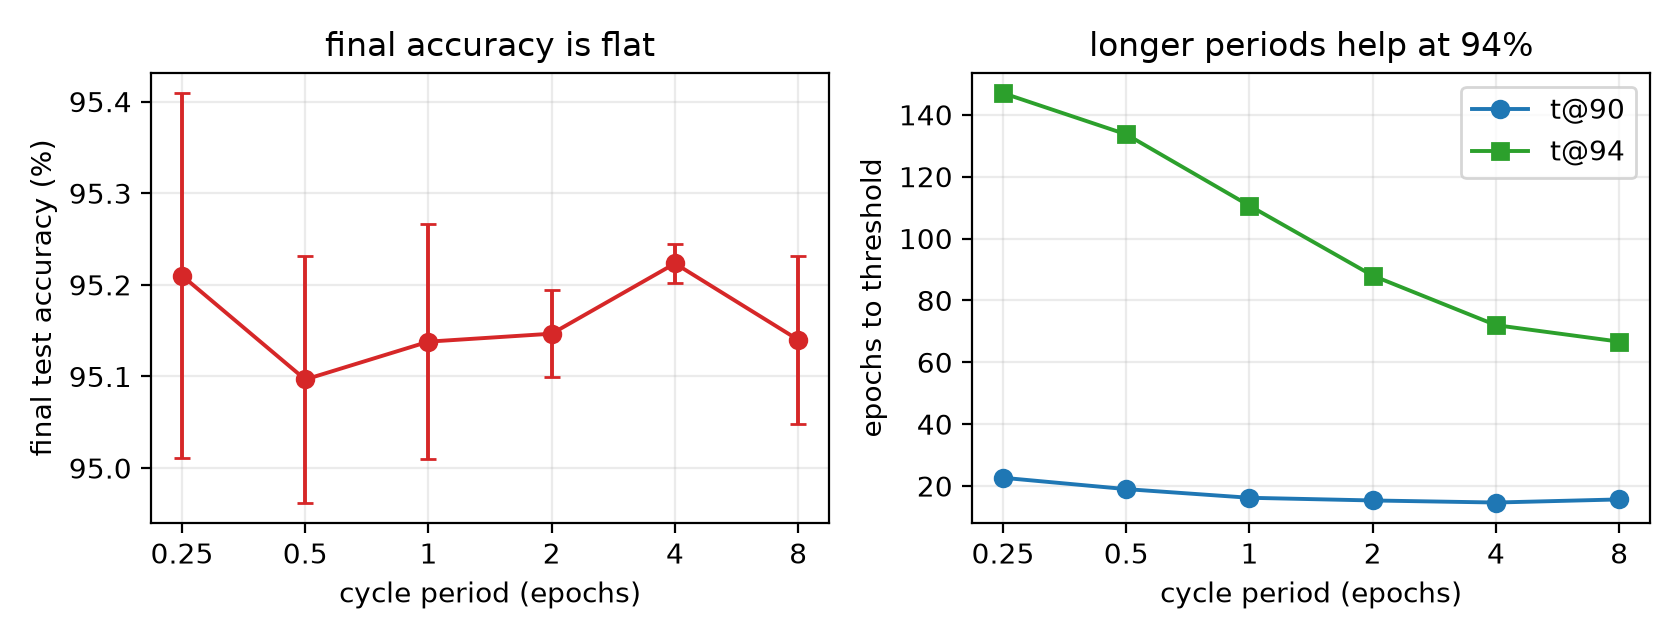 final accuracy is flat
final test accuracy (%)
95.4
95.3
95.2
95.1
95.0
0.25 0.5 1 2 4 8
cycle period (epochs)
longer periods help at 94%
epochs to threshold
140
120
100
80
60
40
20
t@90
t@94
0.25 0.5 1 2 4 8
cycle period (epochs)